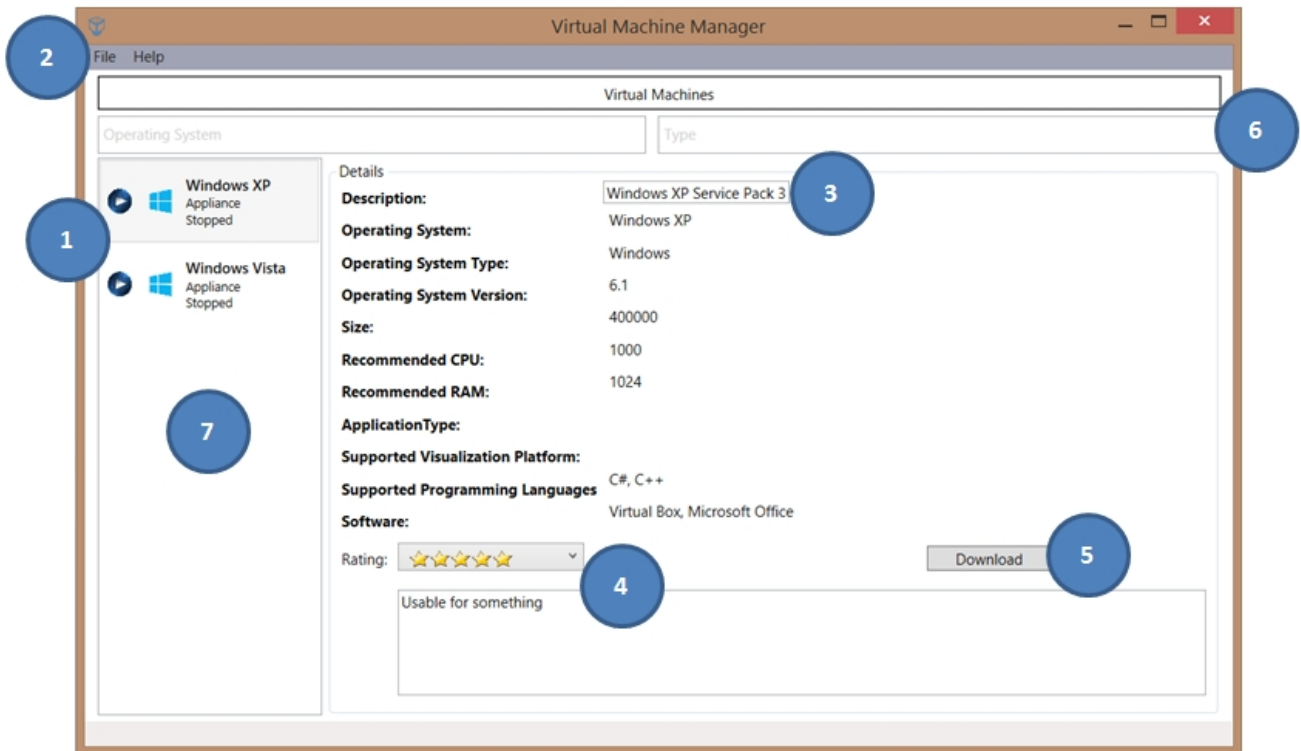 Virtual Machine Manager
2
File Help
Virtual Machines
Operating System Type
6
Windows XP
Appliance
Stopped
1
Windows Vista
Appliance
Stopped
7
Details
Description: Windows XP Service Pack 3
3
Operating System: Windows XP
Operating System Type: Windows
Operating System Version: 6.1
Size: 400000
Recommended CPU: 1000
Recommended RAM: 1024
ApplicationType:
Supported Visualization Platform:
Supported Programming Languages C#, C++
Software: Virtual Box, Microsoft Office
Rating:
4
Download
5
Usable for something